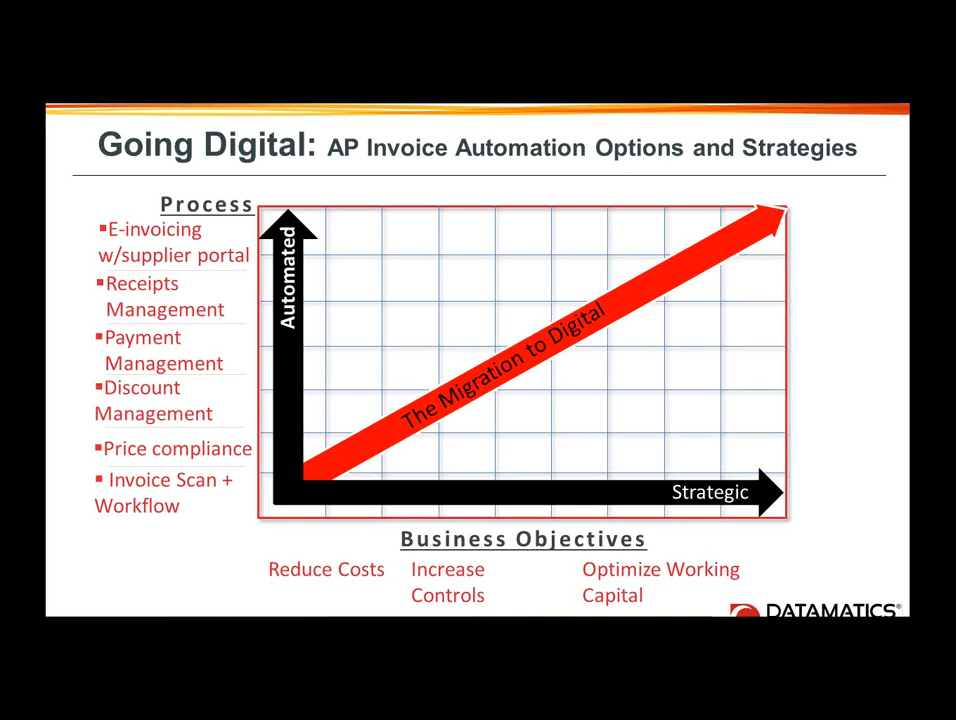 Going Digital: AP Invoice Automation Options and Strategies
Process
▪E-invoicing
w/supplier portal
▪Receipts
Management
▪Payment
Management
▪Discount
Management
▪Price compliance
▪ Invoice Scan +
Workflow
Automated
The Migration to Digital
Strategic
Business Objectives
Reduce Costs
Increase
Controls
Optimize Working
Capital
DATAMATICS®